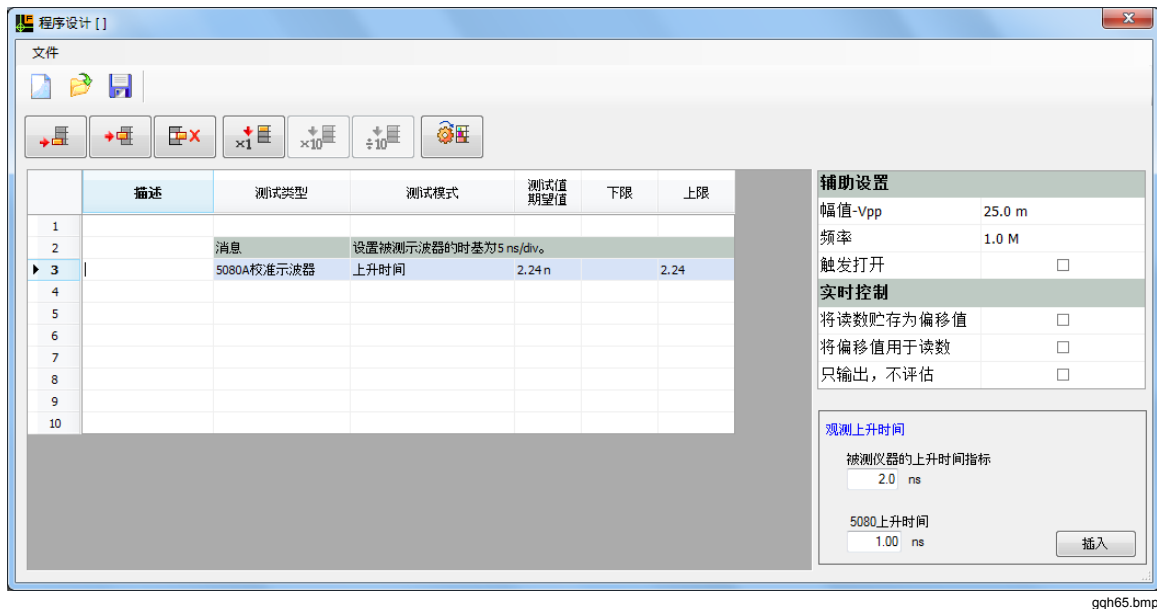 程序设计 [ ]
文件
×1 ×10 ÷10
描述 测试类型 测试模式 测试值 期望值 下限 上限
1
2 消息 设置被测示波器的时基为5 ns/div。
3 5080A校准示波器 上升时间 2.24 n 2.24
4
5
6
7
8
9
10
辅助设置
幅值-Vpp 25.0 m
频率 1.0 M
触发打开
实时控制
将读数贮存为偏移值
将偏移值用于读数
只输出，不评估
观测上升时间
被测仪器的上升时间指标
2.0 ns
5080上升时间
1.00 ns
插入
gqh65.bmp